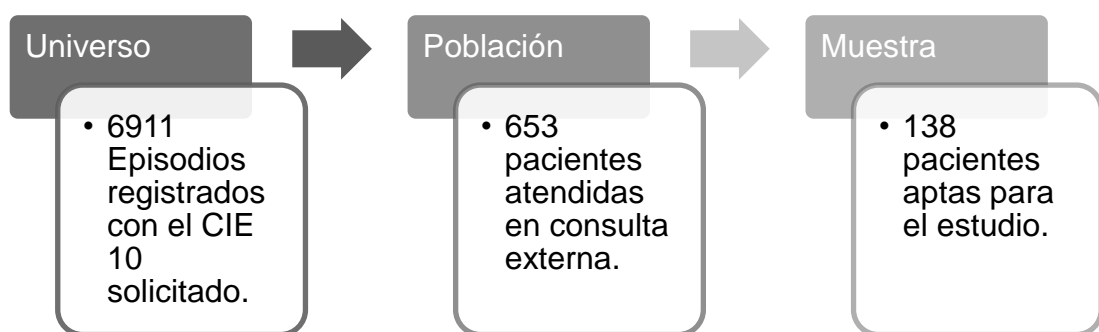 Universo
• 6911
Episodios
registrados
con el CIE
10
solicitado.
Población
• 653
pacientes
atendidas
en consulta
externa.
Muestra
• 138
pacientes
aptas para
el estudio.